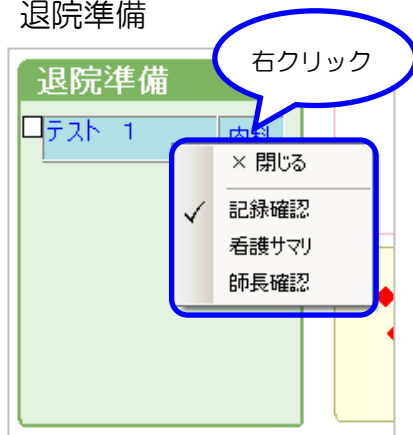 退院準備
右クリック
退院準備
テスト 1
内科
× 閉じる
記録確認
看護サマリ
師長確認